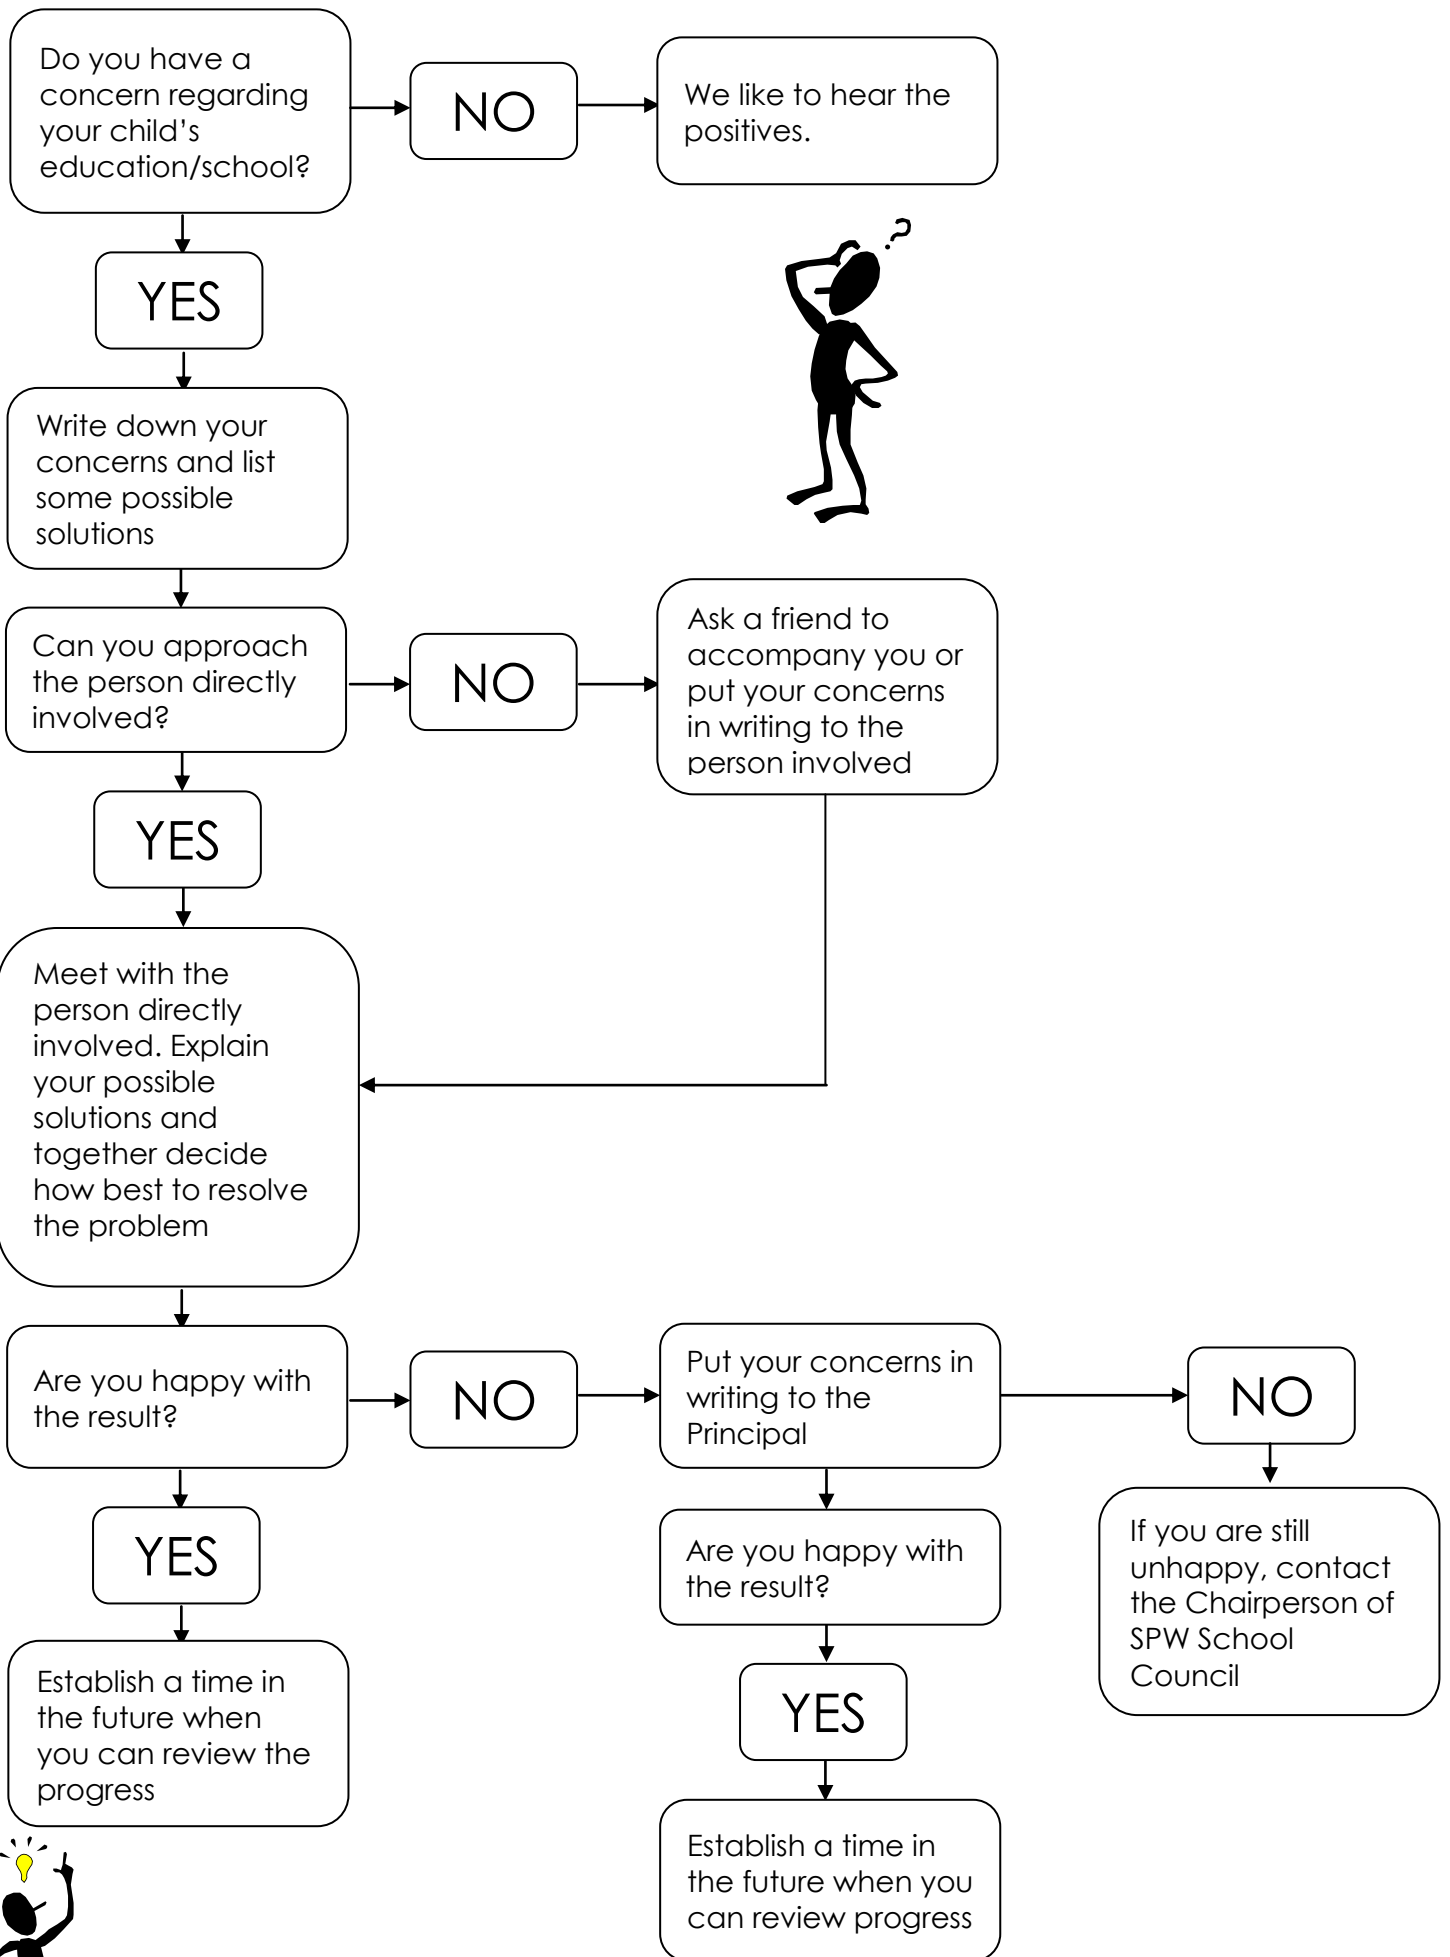 Do you have a
concern regarding
your child's
education/school?
NO
We like to hear the
positives.
?
YES
Write down your
concerns and list
some possible
solutions
Can you approach
the person directly
involved?
NO
Ask a friend to
accompany you or
put your concerns
in writing to the
person involved
YES
Meet with the
person directly
involved. Explain
your possible
solutions and
together decide
how best to resolve
the problem
Are you happy with
the result?
NO
Put your concerns in
writing to the
Principal
NO
YES
Are you happy with
the result?
If you are still
unhappy, contact
the Chairperson of
SPW School
Council
Establish a time in
the future when
you can review the
progress
YES
Establish a time in
the future when you
can review progress